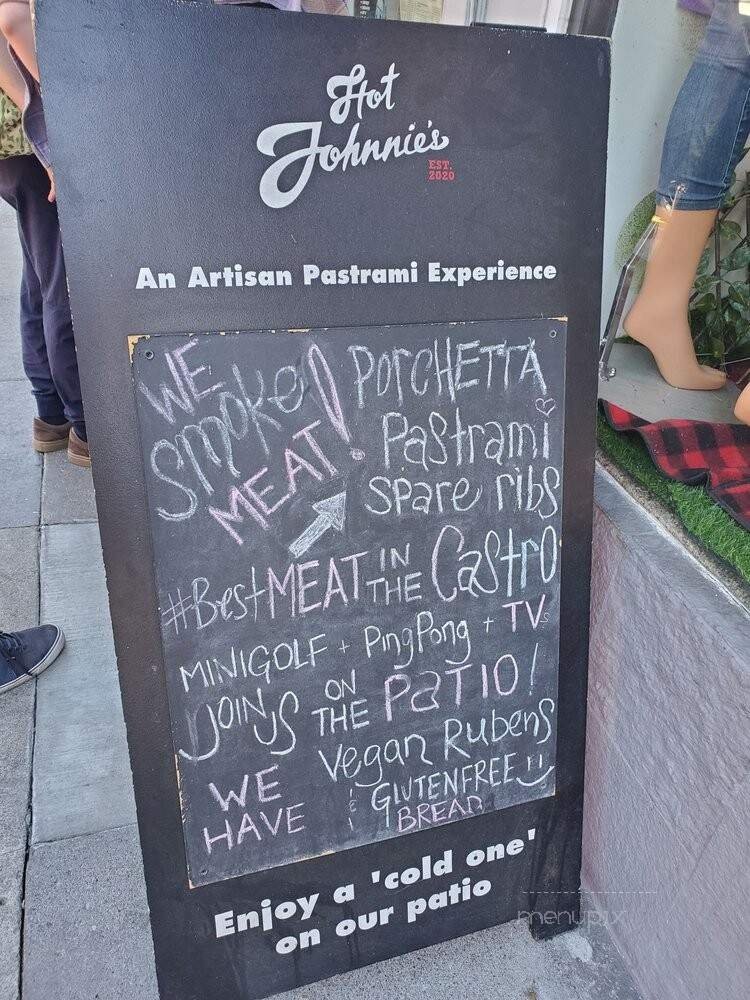 Hot
Johnnie's
EST.
2020
An Artisan Pastrami Experience
WE
SMOKE
MEAT!
PORCHETTA
Pastrami
spare ribs
#Best MEAT IN THE Castro
MINIGOLF + PingPong + TVs
JOIN US ON THE PATIO!
WE HAVE
Vegan Rubens
& GLUTENFREE
BREAD
Enjoy a 'cold one'
on our patio
menupix